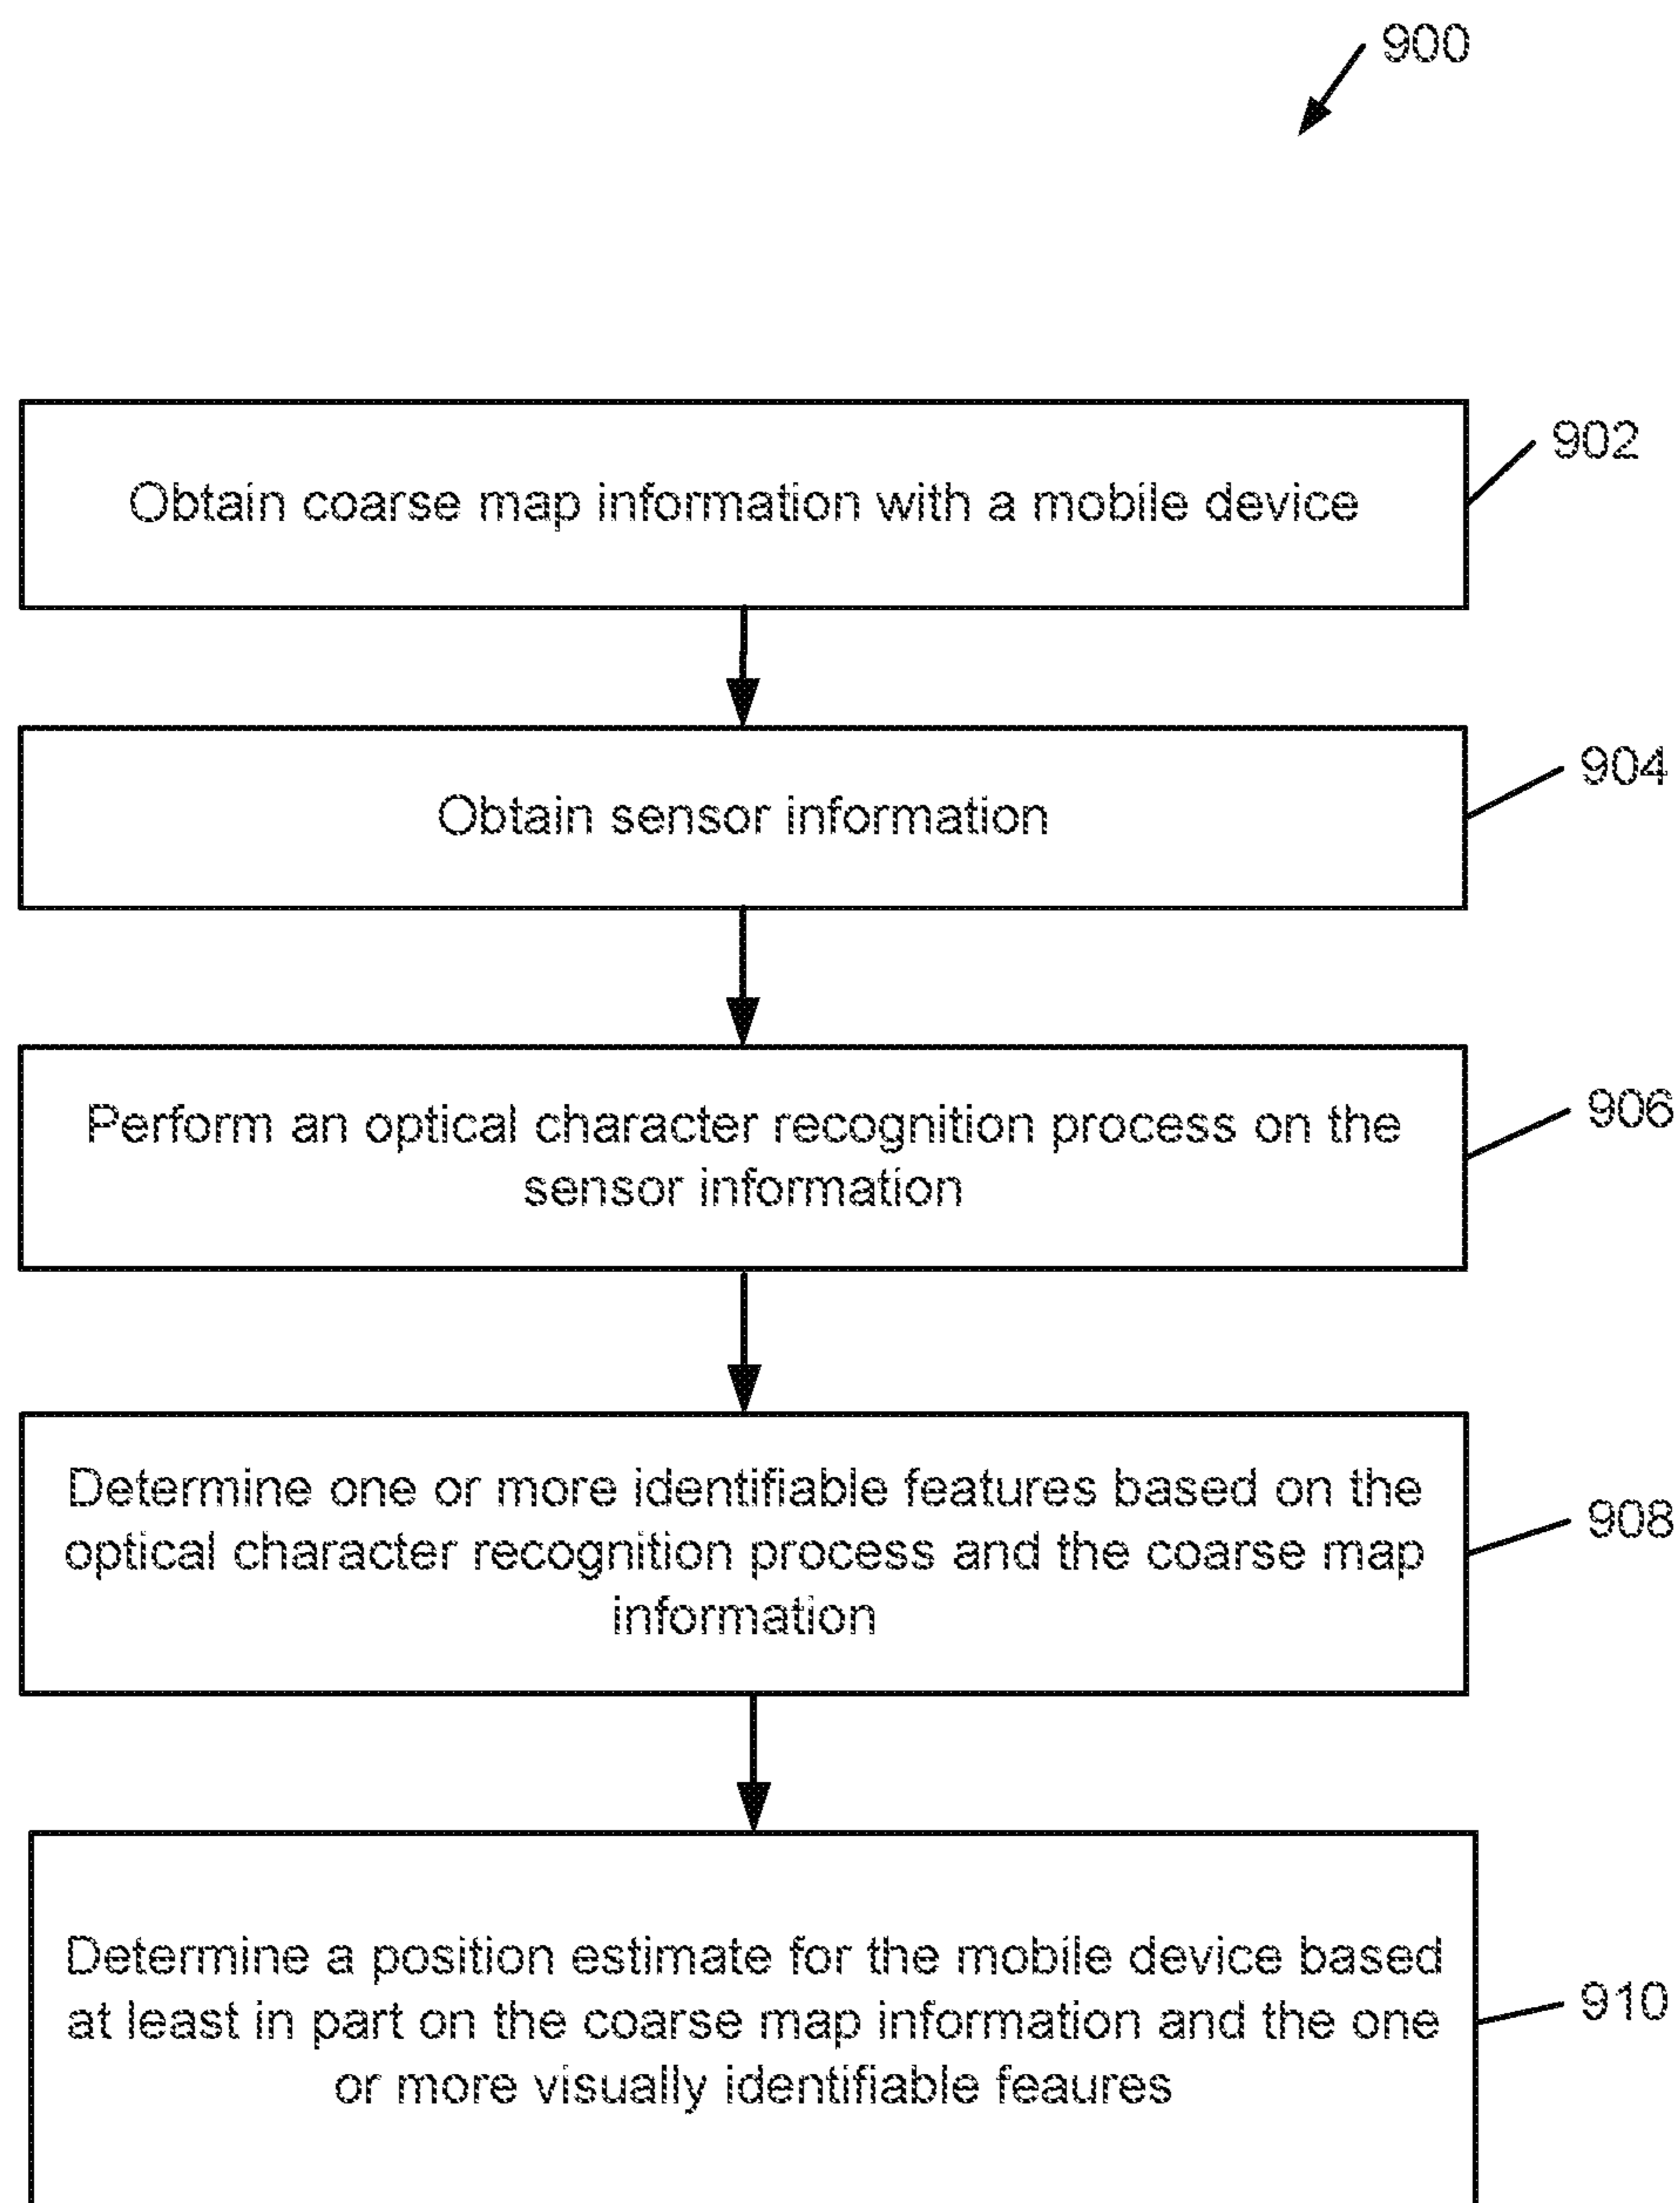 900
Obtain coarse map information with a mobile device
902
Obtain sensor information
904
Perform an optical character recognition process on the
sensor information
906
Determine one or more identifiable features based on the
optical character recognition process and the coarse map
information
908
Determine a position estimate for the mobile device based
at least in part on the coarse map information and the one
or more visually identifiable feaures
910